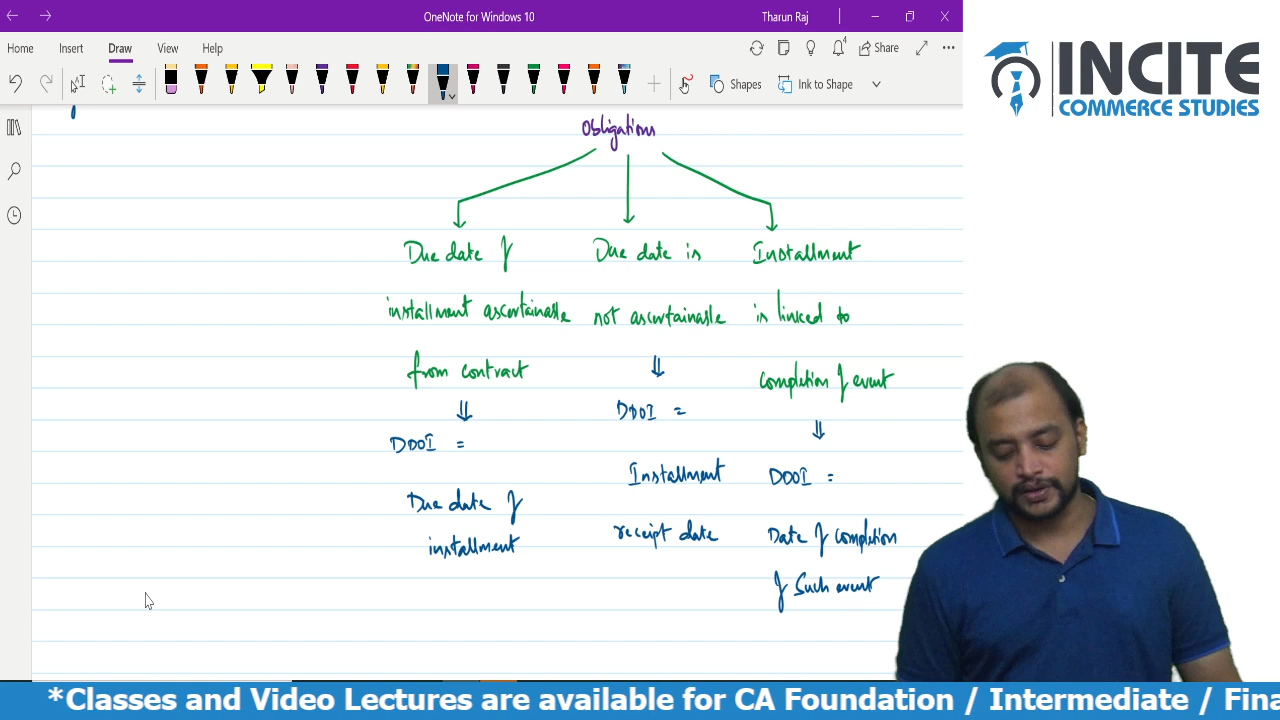 OneNote for Windows 10
Tharun Raj
Home Insert Draw View Help
4
Share
Shapes
Ink to Shape
INCITE
COMMERCE STUDIES
Obligations
Due date of
installment ascertainable
from contract
DOOI =
Due date of
installment
Due date is
not ascertainable
DOOI =
Installment
receipt date
Installment
is linked to
Completion of event
DOOI =
Date of completion
of such event
*Classes and Video Lectures are available for CA Foundation / Intermediate / Fina